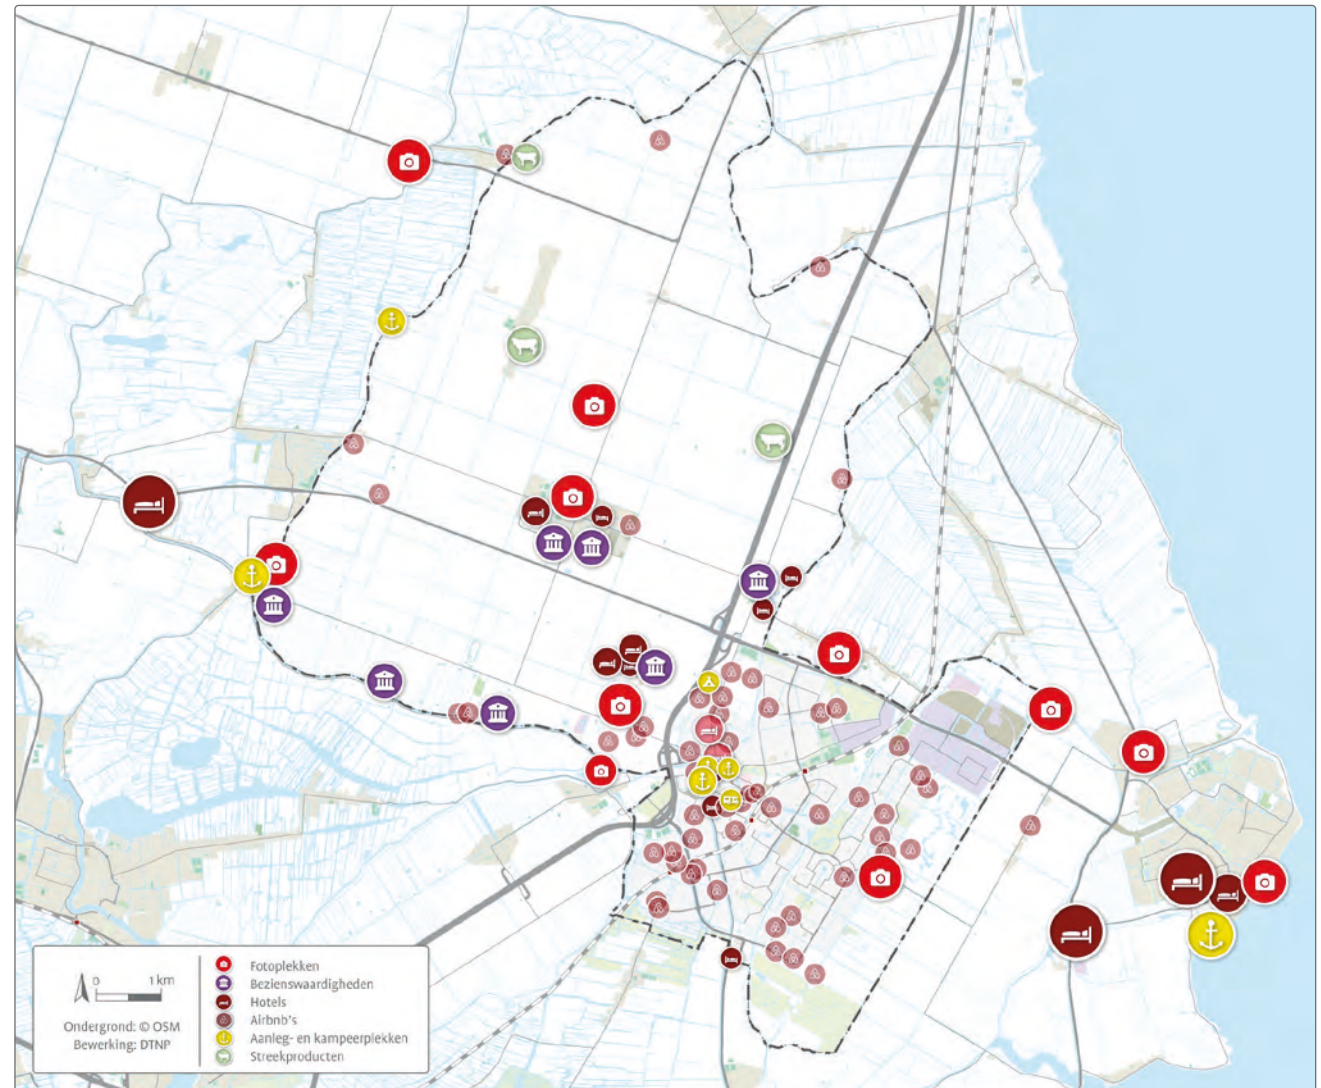 0 1 km
Ondergrond: © OSM
Bewerking: DTNP
Fotoplekken
Bezienswaardigheden
Hotels
Airbnb's
Aanleg- en kampeerplekken
Streekproducten